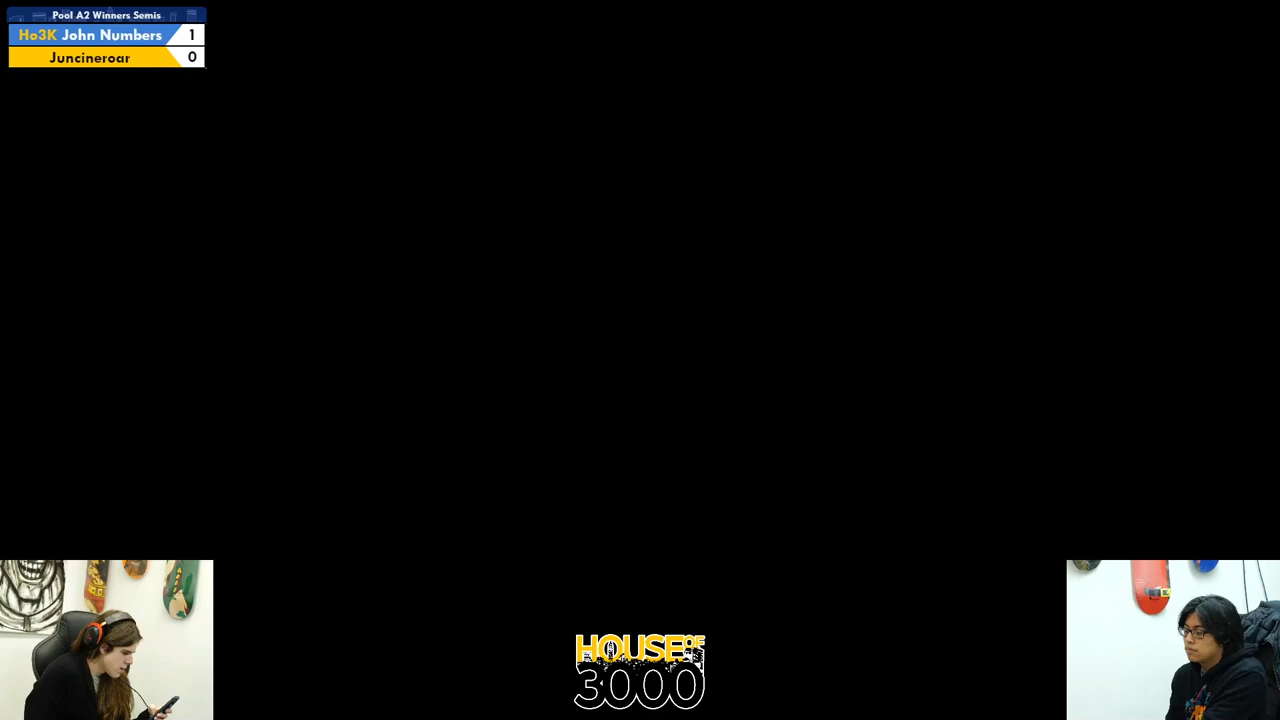 Pool A2 Winners Semis
Ho3K John Numbers 1
Juncineroar 0
HOUSE OF
3000